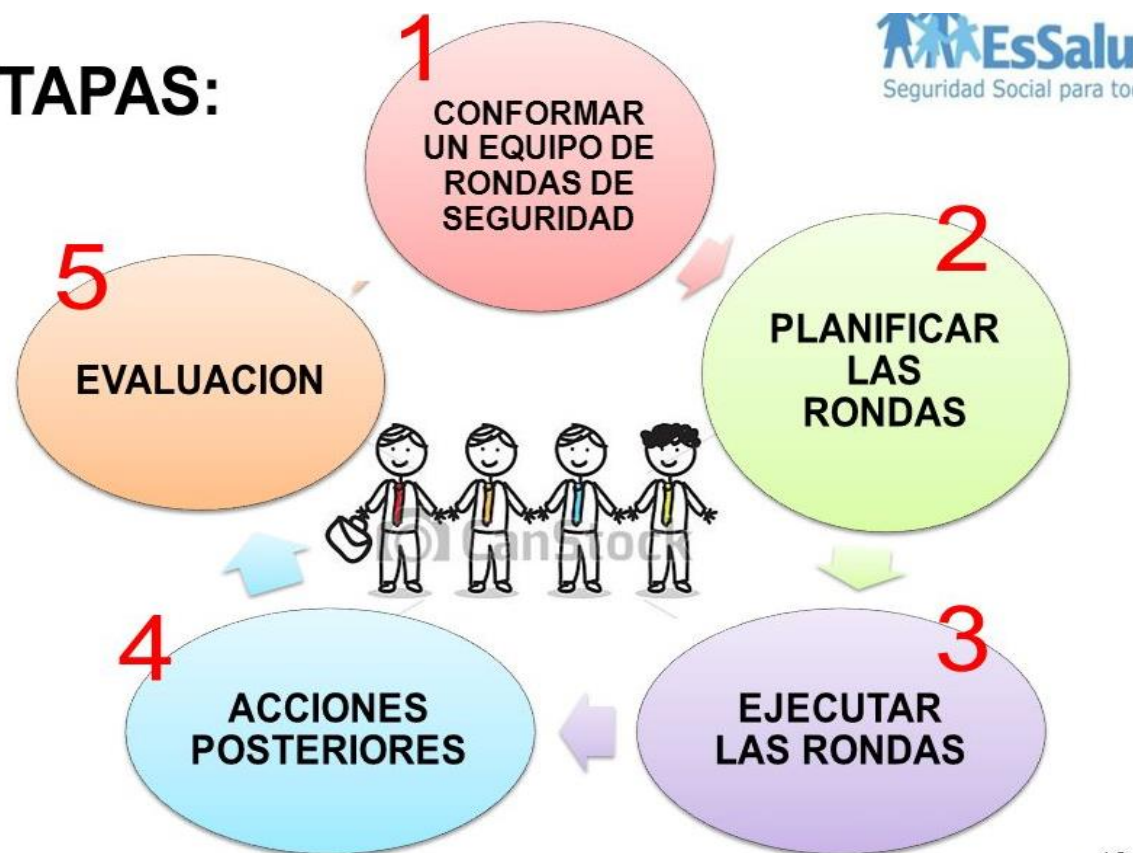 TAPAS:
EsSalu
Seguridad Social para to
1
CONFORMAR
UN EQUIPO DE
RONDAS DE
SEGURIDAD
2
PLANIFICAR
LAS
RONDAS
3
EJECUTAR
LAS RONDAS
4
ACCIONES
POSTERIORES
5
EVALUACION
CanStock